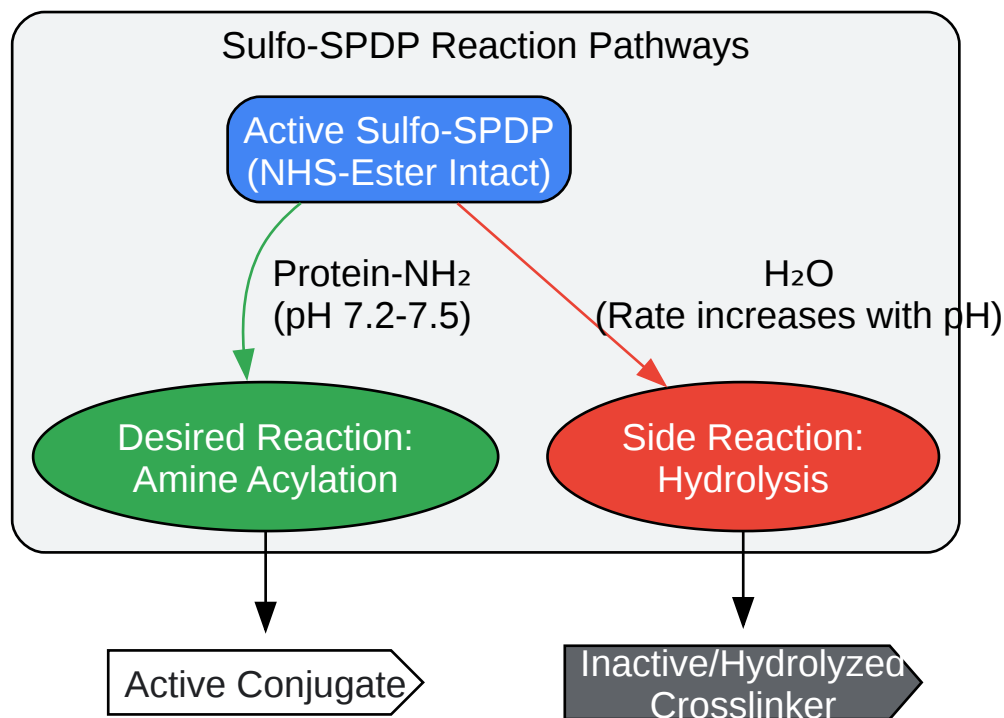 Sulfo-SPDP Reaction Pathways
Active Sulfo-SPDP
(NHS-Ester Intact)
Protein-NH₂
(pH 7.2-7.5)
H₂O
(Rate increases with pH)
Desired Reaction:
Amine Acylation
Side Reaction:
Hydrolysis
Active Conjugate
Inactive/Hydrolyzed
Crosslinker